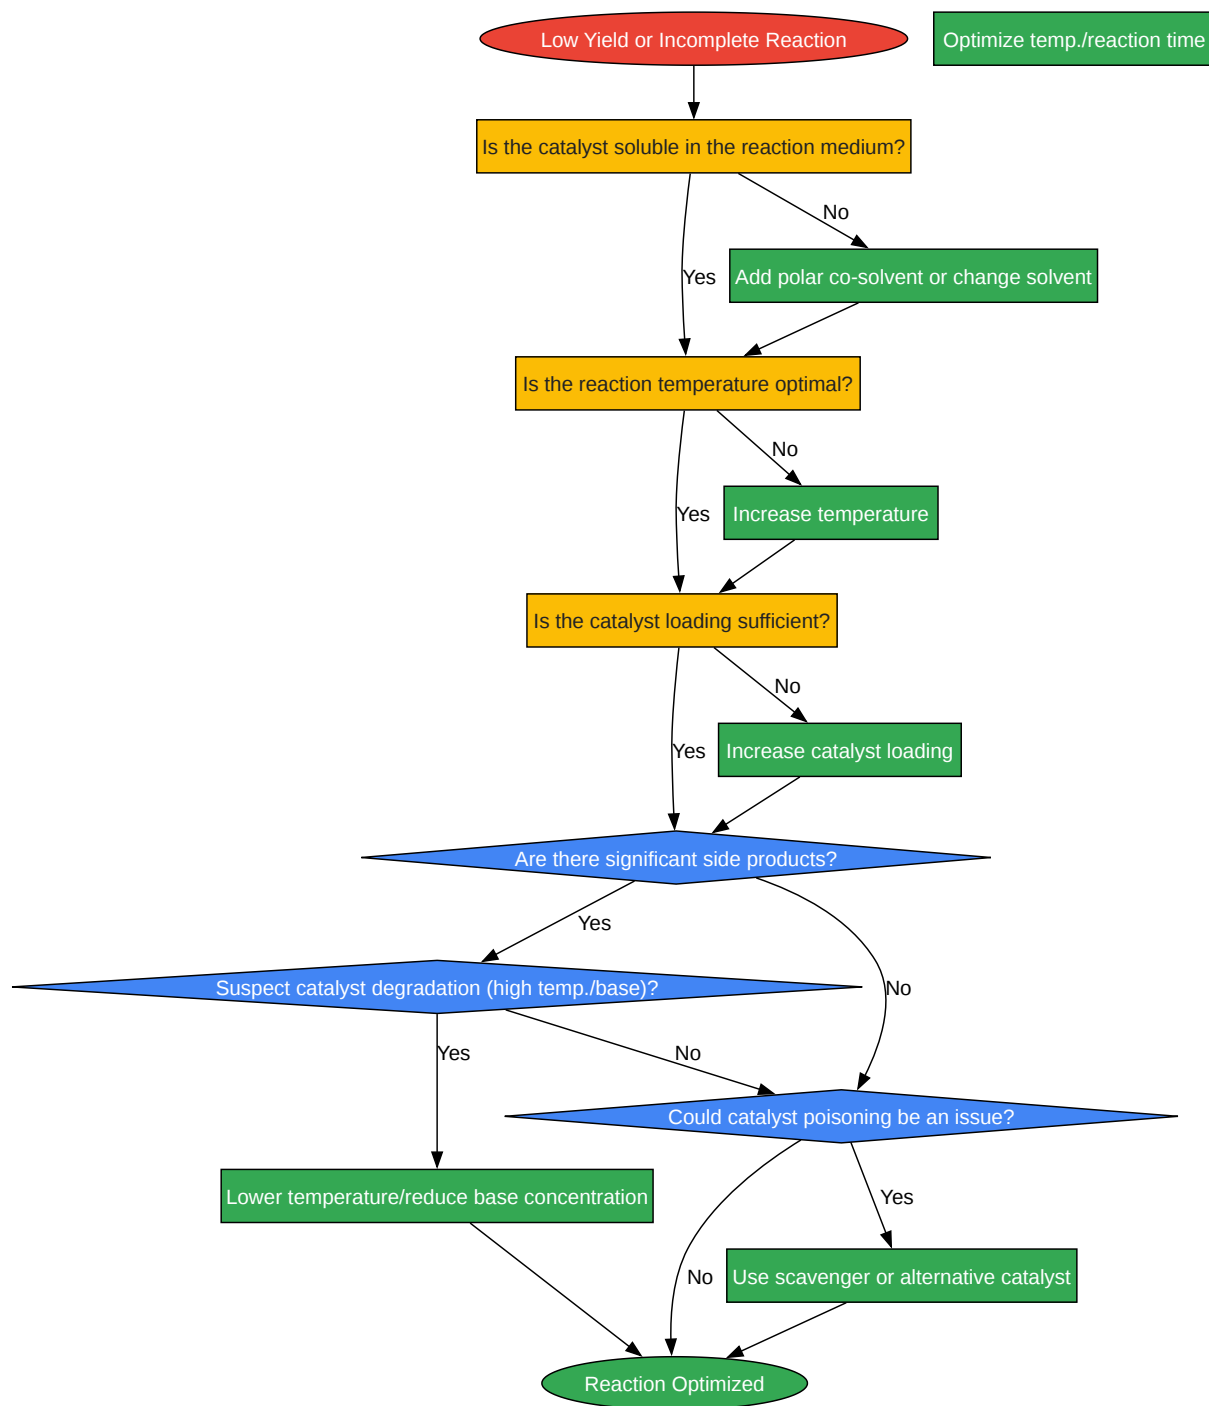 Low Yield or Incomplete Reaction
Optimize temp./reaction time
Is the catalyst soluble in the reaction medium?
No
Yes
Add polar co-solvent or change solvent
Is the reaction temperature optimal?
No
Yes
Increase temperature
Is the catalyst loading sufficient?
No
Yes
Increase catalyst loading
Are there significant side products?
Yes
Suspect catalyst degradation (high temp./base)?
No
Yes
No
Could catalyst poisoning be an issue?
Lower temperature/reduce base concentration
Yes
No
Use scavenger or alternative catalyst
Reaction Optimized